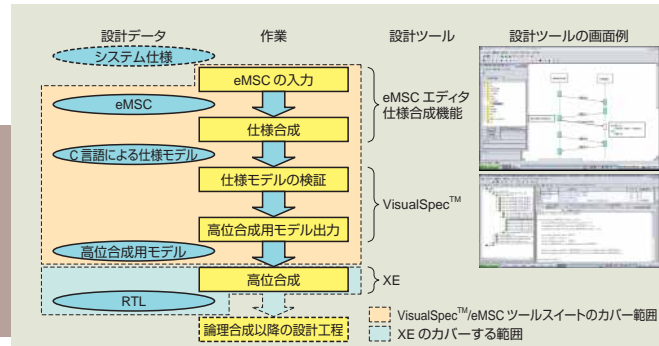 設計データ
作業
設計ツール
設計ツールの画面例
システム仕様
eMSC の入力
eMSC
eMSC エディタ
仕様合成機能
仕様合成
C 言語による仕様モデル
仕様モデルの検証
VisualSpec™
高位合成用モデル出力
高位合成用モデル
高位合成
XE
RTL
論理合成以降の設計工程
VisualSpec™/eMSC ツールスイートのカバー範囲
XE のカバーする範囲